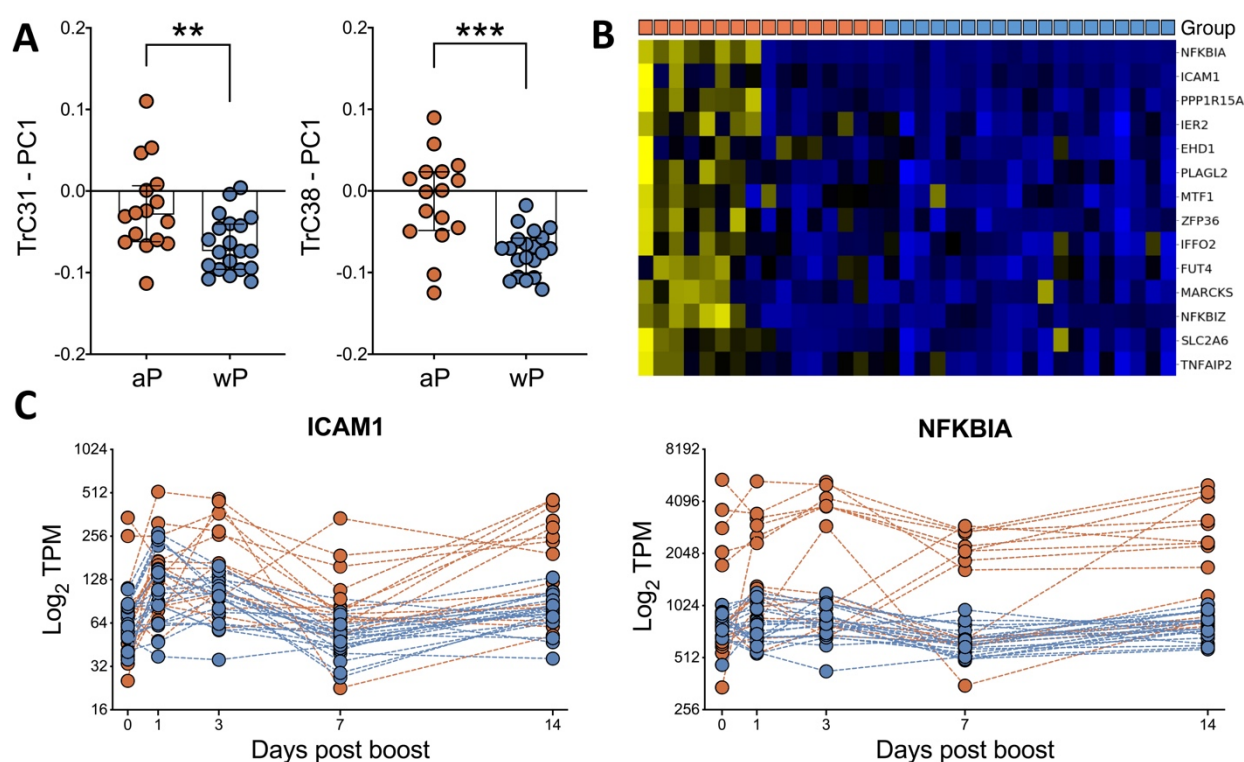 A
**
TrC31 - PC1
0.2
0.1
0.0
-0.1
-0.2
aP
wP
***
TrC38 - PC1
0.2
0.1
0.0
-0.1
-0.2
aP
wP
B
Group
NFKBIA
ICAM1
PPP1R15A
IER2
EHD1
PLAGL2
MTF1
ZFP36
IFFO2
FUT4
MARCKS
NFKBIZ
SLC2A6
TNFAIP2
C
ICAM1
Log2 TPM
1024
512
256
128
64
32
16
0 1 3 7 14
Days post boost
NFKBIA
Log2 TPM
8192
4096
2048
1024
512
256
0 1 3 7 14
Days post boost